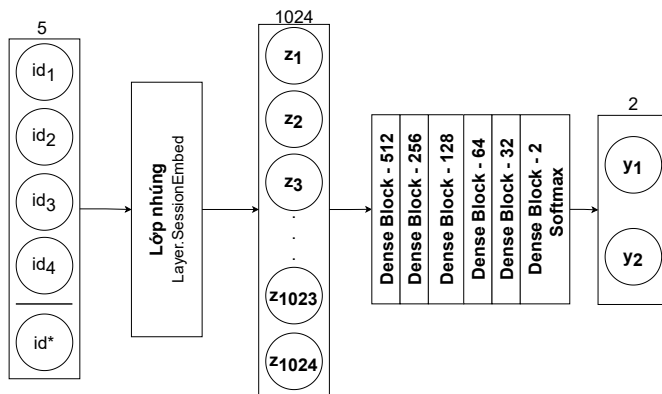 5
id1
id2
id3
id4
id*
Lớp nhúng
Layer.SessionEmbed
1024
z1
z2
z3
.
.
.
z1023
z1024
Dense Block - 512
Dense Block - 256
Dense Block - 128
Dense Block - 64
Dense Block - 32
Dense Block - 2
Softmax
2
y1
y2